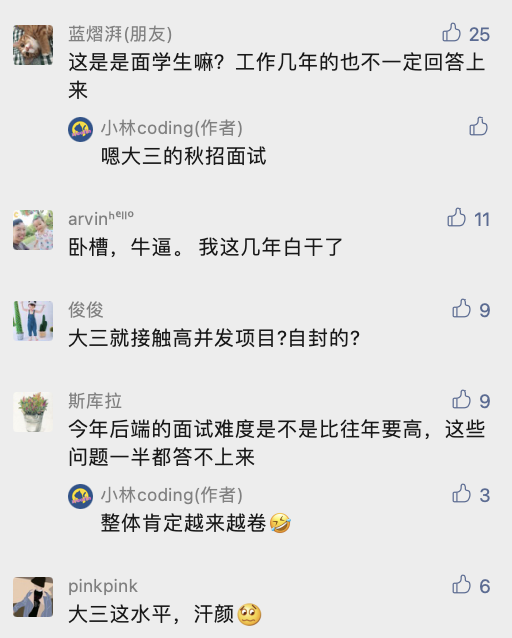 蓝熠湃(朋友) 25
这是是面学生嘛？工作几年的也不一定回答上
来
小林coding(作者)
嗯大三的秋招面试
arvinʰᵉˡˡᵒ 11
卧槽，牛逼。 我这几年白干了
俊俊 9
大三就接触高并发项目?自封的?
斯库拉 9
今年后端的面试难度是不是比往年要高，这些
问题一半都答不上来
小林coding(作者) 3
整体肯定越来越卷🤣
pinkpink 6
大三这水平，汗颜🥴